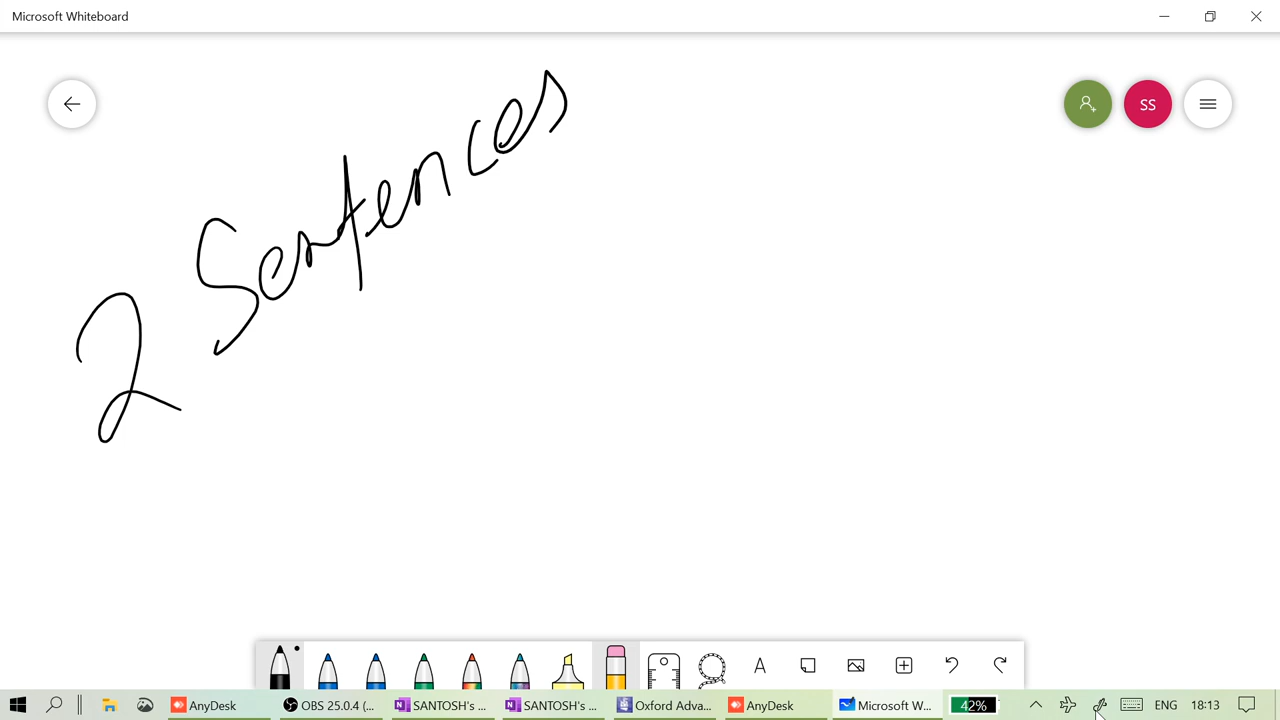 Microsoft Whiteboard
SS
2 Sentences
A
AnyDesk
OBS 25.0.4 (...
SANTOSH's ...
SANTOSH's ...
Oxford Adva...
AnyDesk
Microsoft W...
42%
ENG
18:13